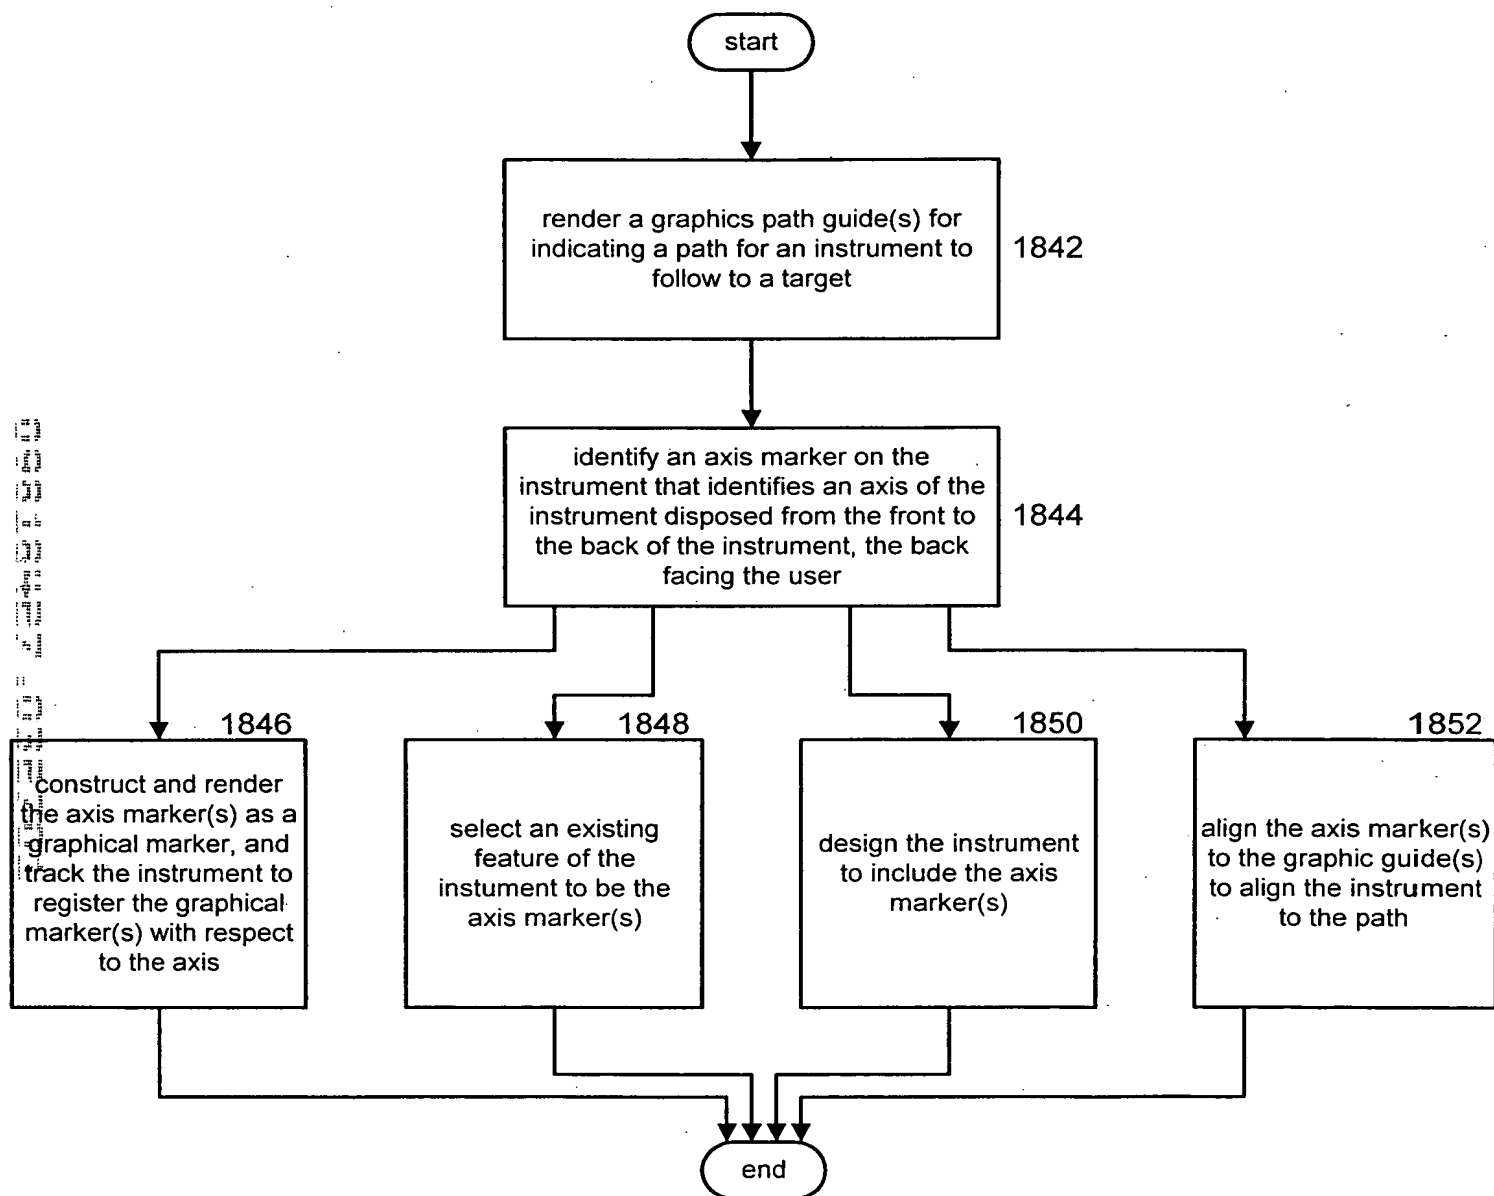 start
render a graphics path guide(s) for
indicating a path for an instrument to
follow to a target
1842
identify an axis marker on the
instrument that identifies an axis of the
instrument disposed from the front to
the back of the instrument, the back
facing the user
1844
1846
construct and render
the axis marker(s) as a
graphical marker, and
track the instrument to
register the graphical
marker(s) with respect
to the axis
1848
select an existing
feature of the
instument to be the
axis marker(s)
1850
design the instrument
to include the axis
marker(s)
1852
align the axis marker(s)
to the graphic guide(s)
to align the instrument
to the path
end